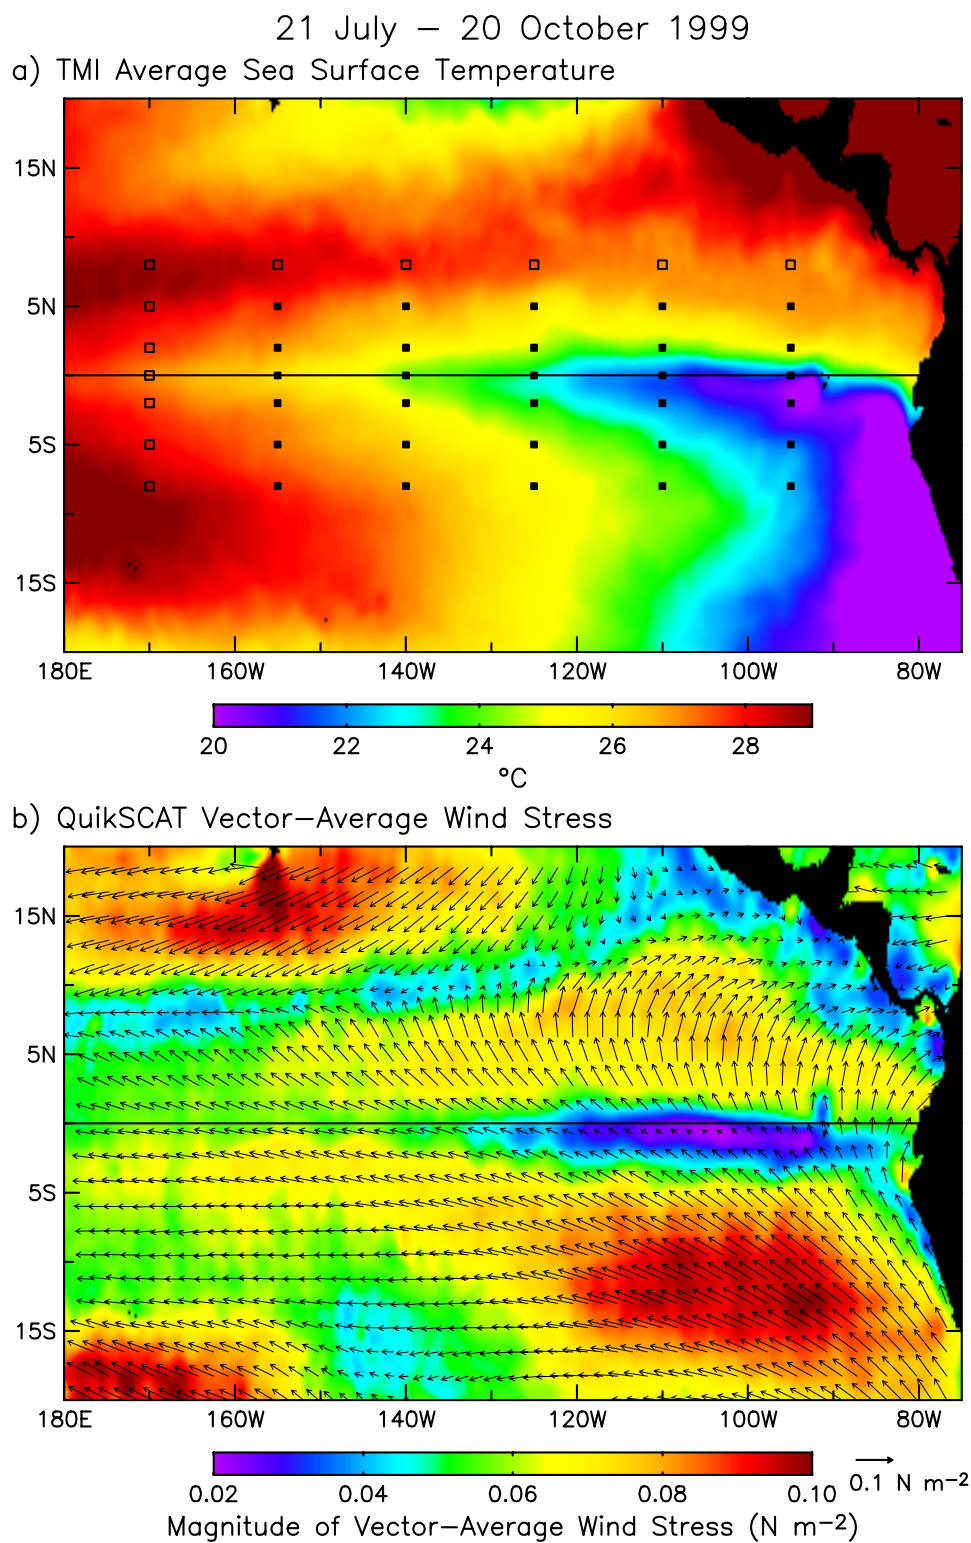 21 July – 20 October 1999
a) TMI Average Sea Surface Temperature
15N
5N
5S
15S
180E 160W 140W 120W 100W 80W
20 22 24 26 28
°C
b) QuikSCAT Vector–Average Wind Stress
15N
5N
5S
15S
180E 160W 140W 120W 100W 80W
0.02 0.04 0.06 0.08 0.10 0.1 N m⁻²
Magnitude of Vector–Average Wind Stress (N m⁻²)